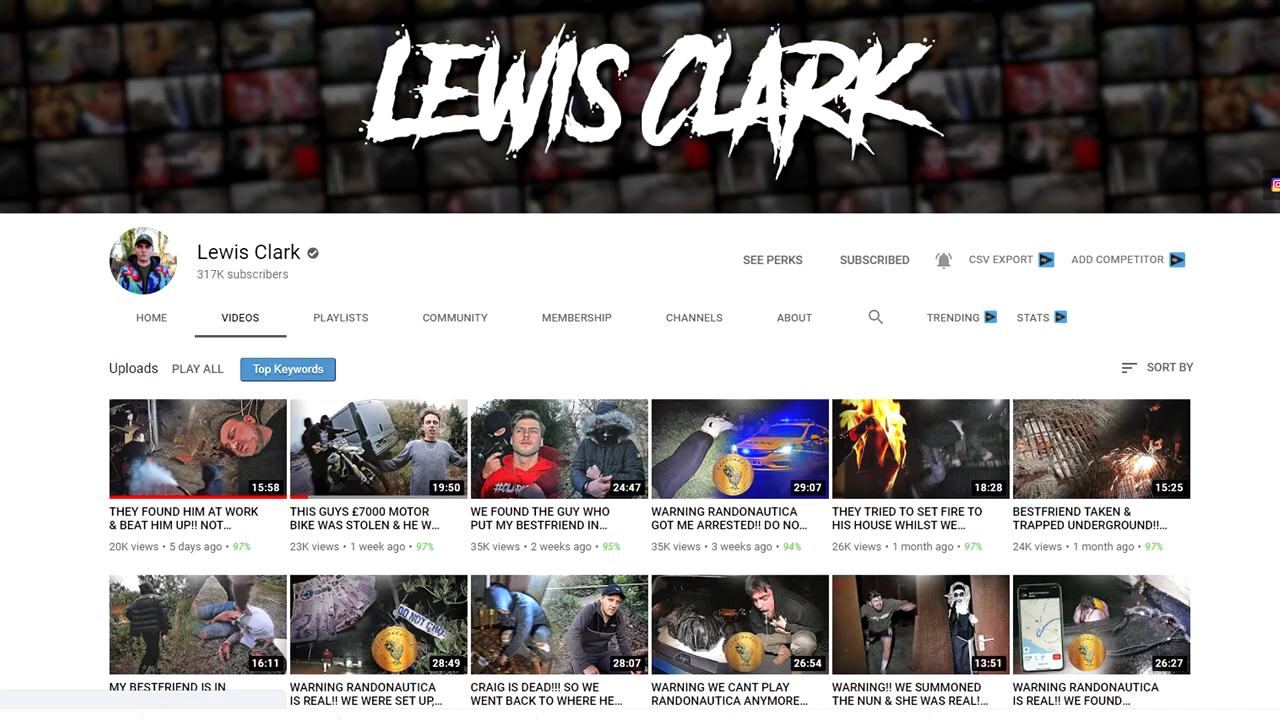 LEWIS CLARK
Lewis Clark
317K subscribers
SEE PERKS
SUBSCRIBED
CSV EXPORT
ADD COMPETITOR
HOME
VIDEOS
PLAYLISTS
COMMUNITY
MEMBERSHIP
CHANNELS
ABOUT
TRENDING
STATS
Uploads
PLAY ALL
Top Keywords
SORT BY
15:58
THEY FOUND HIM AT WORK
& BEAT HIM UP!! NOT...
20K views • 5 days ago • 97%
19:50
THIS GUYS £7000 MOTOR
BIKE WAS STOLEN & HE W...
23K views • 1 week ago • 97%
24:47
WE FOUND THE GUY WHO
PUT MY BESTFRIEND IN...
35K views • 2 weeks ago • 95%
29:07
WARNING RANDONAUTICA
GOT ME ARRESTED!! DO NO...
35K views • 3 weeks ago • 94%
18:28
THEY TRIED TO SET FIRE TO
HIS HOUSE WHILST WE...
26K views • 1 month ago • 97%
15:25
BESTFRIEND TAKEN &
TRAPPED UNDERGROUND!!...
24K views • 1 month ago • 97%
16:11
MY BESTFRIEND IS IN
DO NOT CRO
28:49
WARNING RANDONAUTICA
IS REAL!! WE WERE SET UP,...
28:07
CRAIG IS DEAD!!! SO WE
WENT BACK TO WHERE HE...
26:54
WARNING WE CANT PLAY
RANDONAUTICA ANYMORE...
13:51
WARNING!! WE SUMMONED
THE NUN & SHE WAS REAL!...
26:27
WARNING RANDONAUTICA
IS REAL!! WE FOUND...